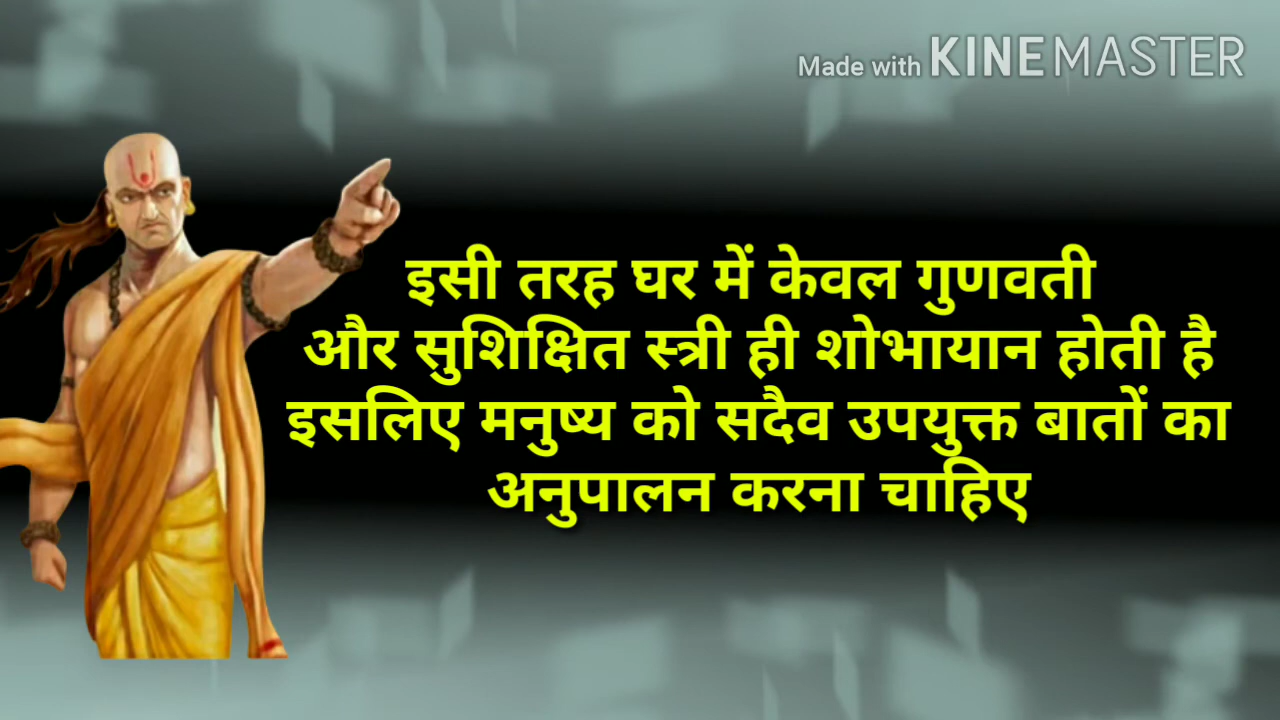 Made with KINEMASTER
इसी तरह घर में केवल गुणवती
और सुशिक्षित स्त्री ही शोभायान होती है
इसलिए मनुष्य को सदैव उपयुक्त बातों का
अनुपालन करना चाहिए